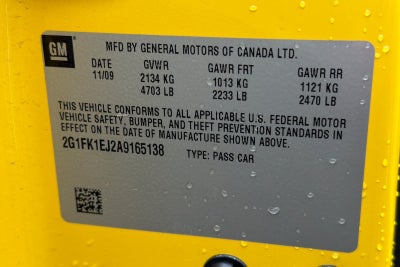 GM
MFD BY GENERAL MOTORS OF CANADA LTD.
DATE GVWR GAWR FRT GAWR RR
11/09 2134 KG 1013 KG 1121 KG
4703 LB 2233 LB 2470 LB
THIS VEHICLE CONFORMS TO ALL APPLICABLE U.S. FEDERAL MOTOR
VEHICLE SAFETY, BUMPER, AND THEFT PREVENTION STANDARDS IN
EFFECT ON THE DATE OF MANUFACTURE SHOWN ABOVE.
2G1FK1EJ2A9165138 TYPE: PASS CAR